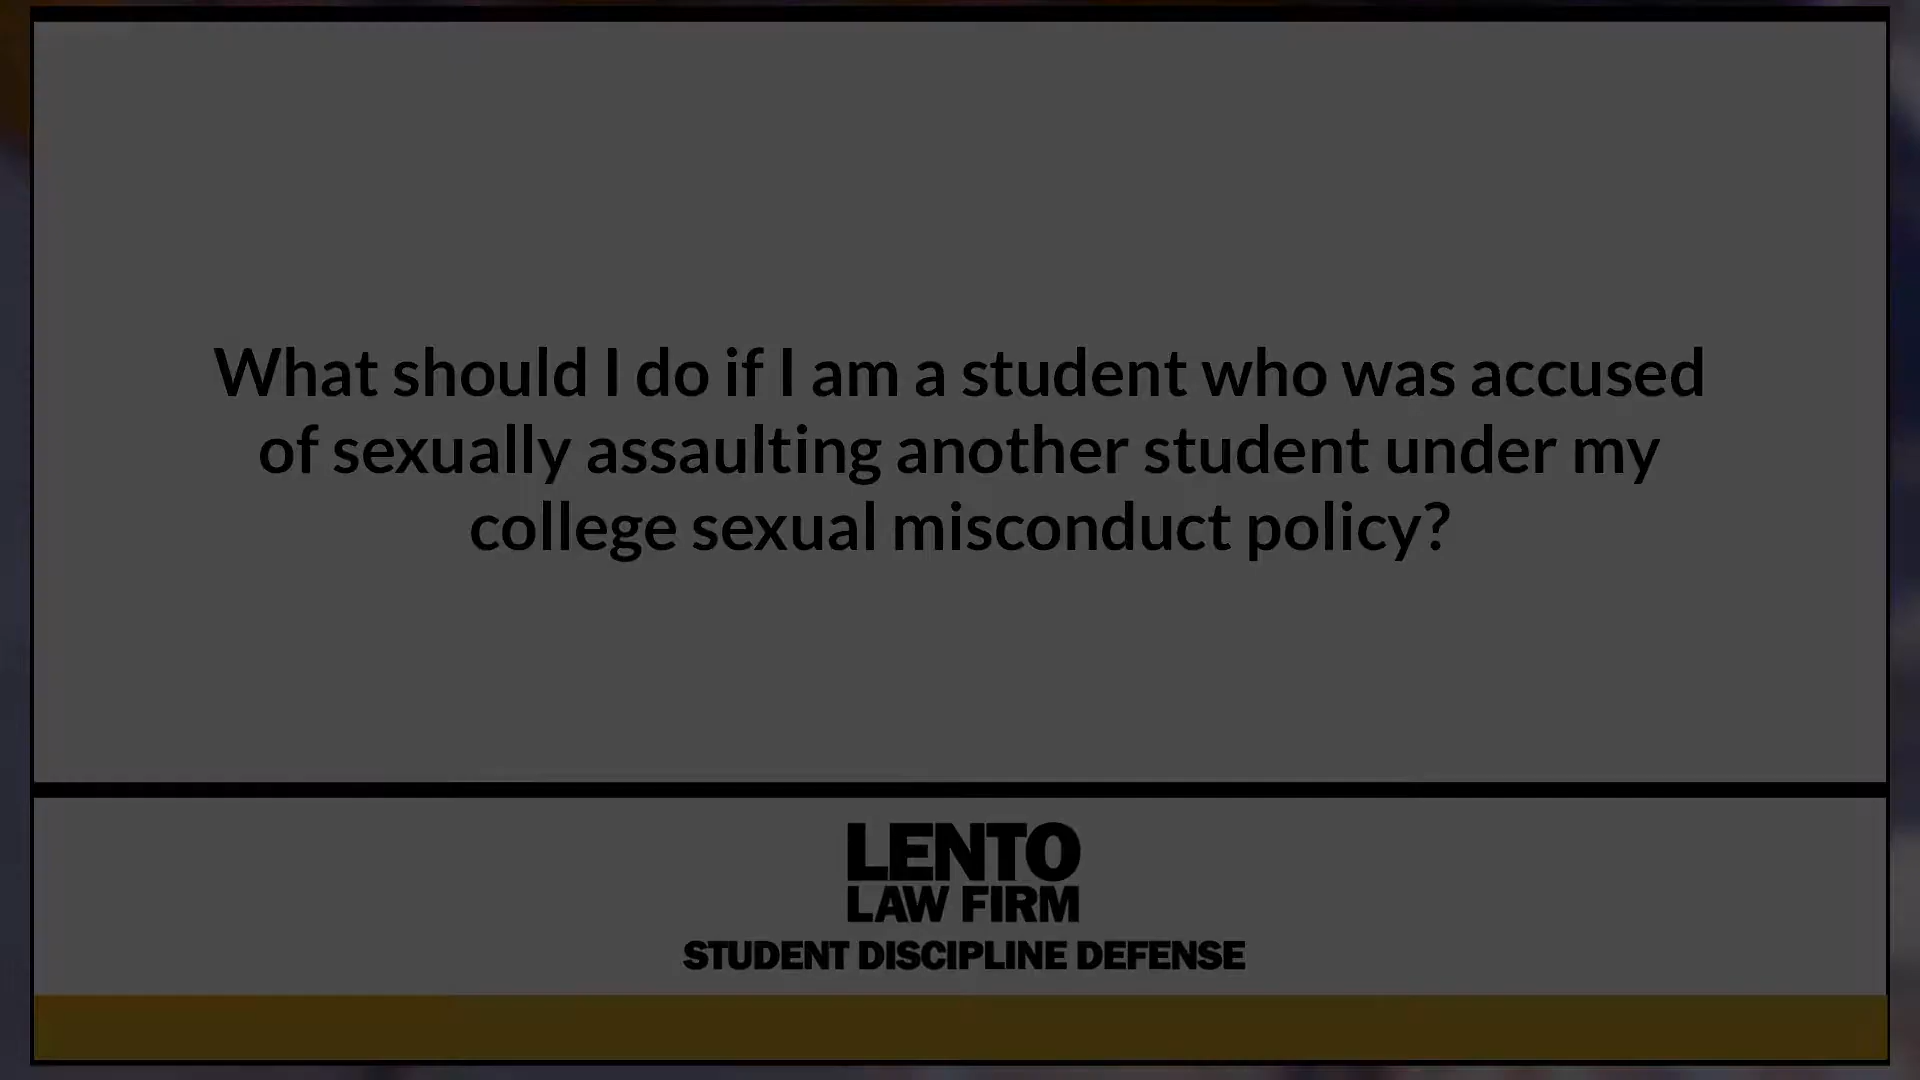 What should I do if I am a student who was accused
of sexually assaulting another student under my
college sexual misconduct policy?
LENTO
LAW FIRM
STUDENT DISCIPLINE DEFENSE